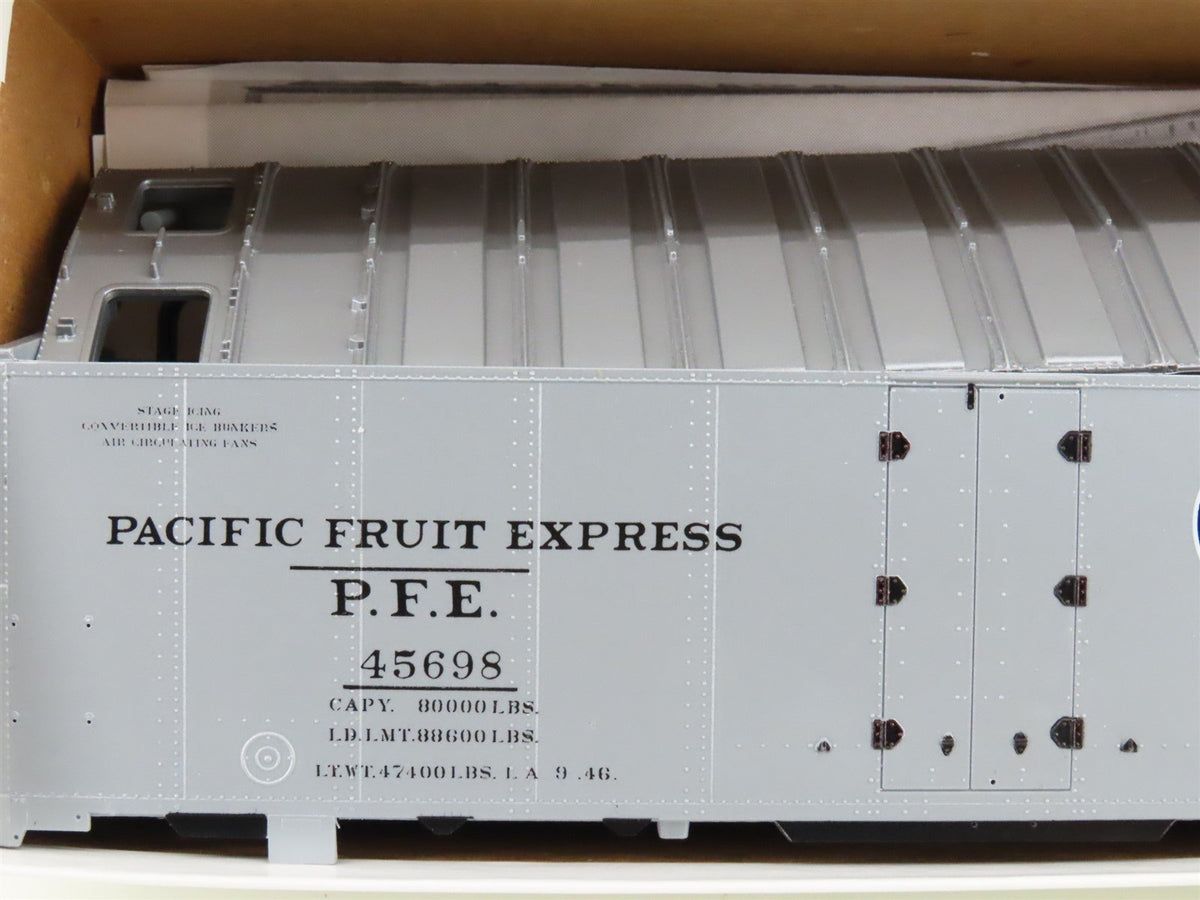 STAGE ICING
CONVERTIBLE ICE BUNKERS
AIR CIRCULATING FANS
PACIFIC FRUIT EXPRESS
P.F.E.
45698
CAPY. 80000 LBS.
LD.LMT. 88600 LBS.
LT.WT. 47400 LBS. L A 9 .46.